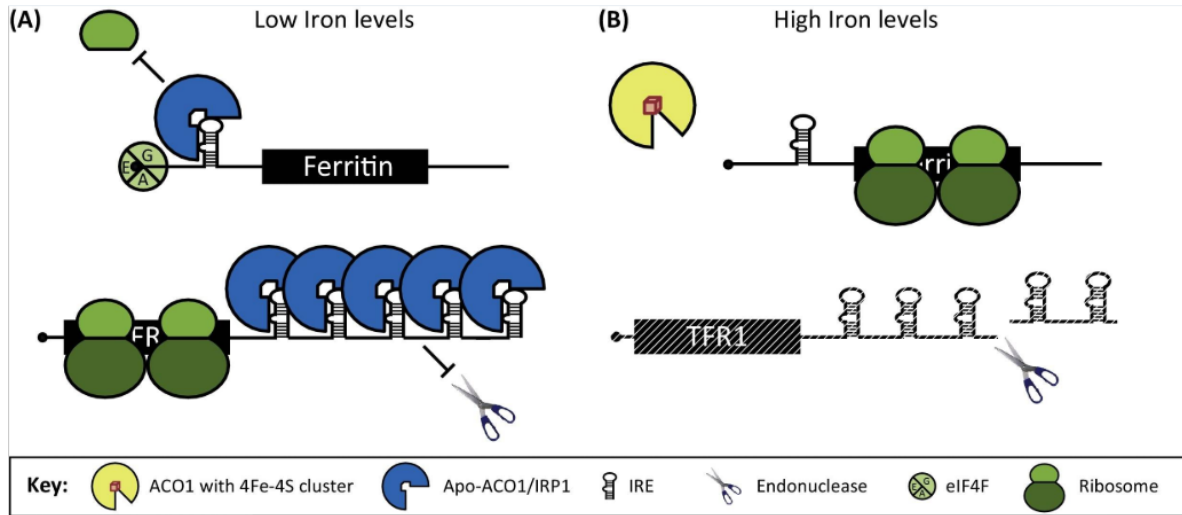 (A) Low Iron levels
(B) High Iron levels
G
E
A
Ferritin
rri
FR
TFR1
Key: ACO1 with 4Fe-4S cluster Apo-ACO1/IRP1 IRE Endonuclease E G A eIF4F Ribosome